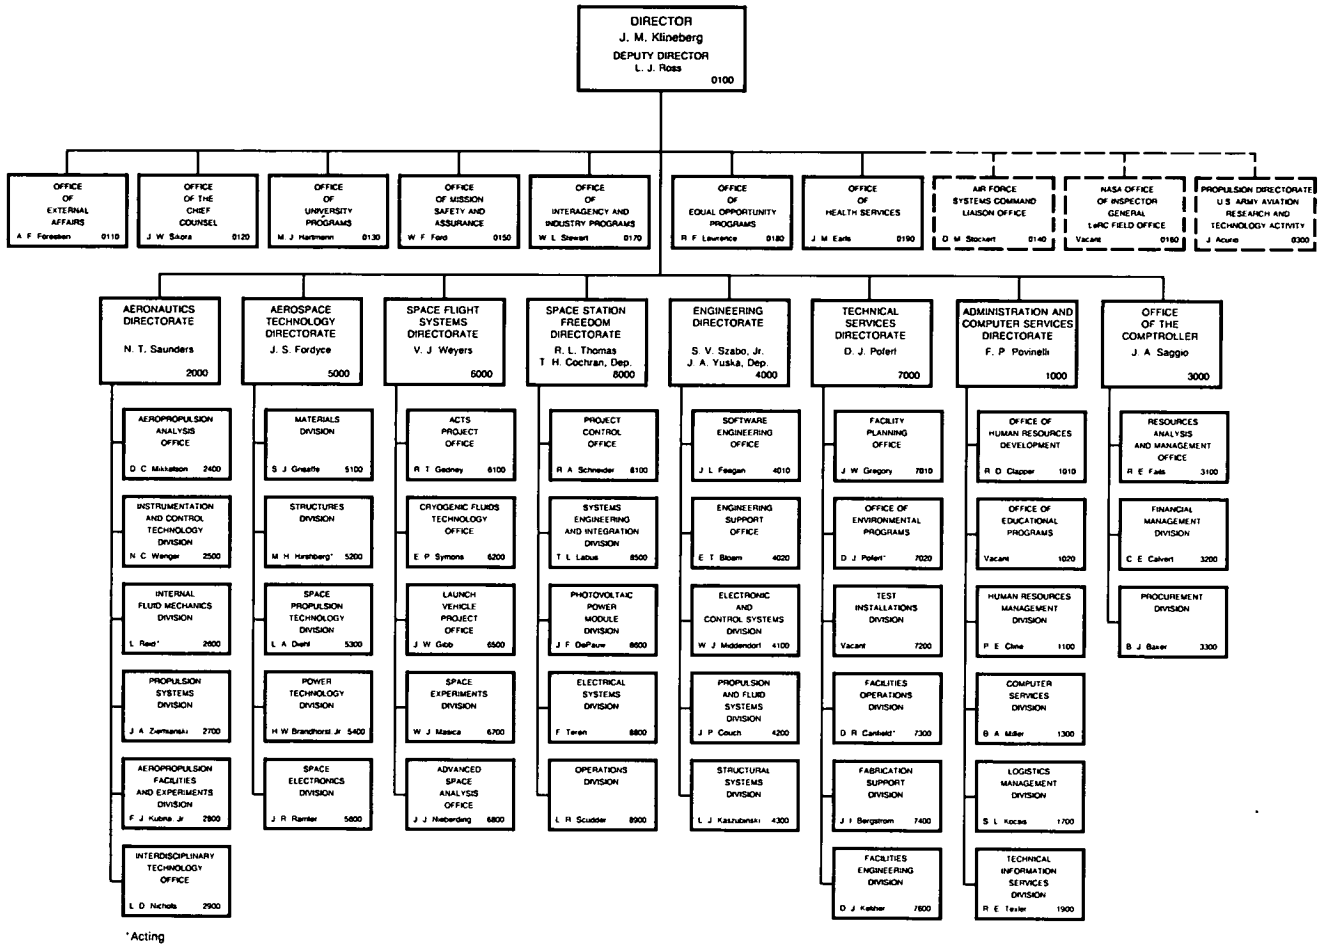 DIRECTOR
J. M. Klineberg
DEPUTY DIRECTOR
L. J. Ross
0100
OFFICE
OF
EXTERNAL
AFFAIRS
A F Forestieri 0110
OFFICE
OF THE
CHIEF
COUNSEL
J W Sikora 0120
OFFICE
OF
UNIVERSITY
PROGRAMS
M J Hartmann 0130
OFFICE
OF MISSION
SAFETY AND
ASSURANCE
W F Ford 0150
OFFICE
OF
INTERAGENCY AND
INDUSTRY PROGRAMS
W L Stewart 0170
OFFICE
OF
EQUAL OPPORTUNITY
PROGRAMS
R F Lawrence 0180
OFFICE
OF
HEALTH SERVICES
J M Earls 0190
AIR FORCE
SYSTEMS COMMAND
LIAISON OFFICE
D M Stockert 0140
NASA OFFICE
OF INSPECTOR
GENERAL
LeRC FIELD OFFICE
Vacant 0160
PROPULSION DIRECTORATE
U S ARMY AVIATION
RESEARCH AND
TECHNOLOGY ACTIVITY
J Acurio 0300
AERONAUTICS
DIRECTORATE
N. T. Saunders
2000
AEROSPACE
TECHNOLOGY
DIRECTORATE
J. S. Fordyce
5000
SPACE FLIGHT
SYSTEMS
DIRECTORATE
V. J Weyers
6000
SPACE STATION
FREEDOM
DIRECTORATE
R. L. Thomas
T H. Cochran, Dep.
8000
ENGINEERING
DIRECTORATE
S. V. Szabo, Jr.
J. A. Yuska, Dep.
4000
TECHNICAL
SERVICES
DIRECTORATE
D. J. Poferl
7000
ADMINISTRATION AND
COMPUTER SERVICES
DIRECTORATE
F. P Povinelli
1000
OFFICE
OF THE
COMPTROLLER
J. A Saggio
3000
AEROPROPULSION
ANALYSIS
OFFICE
D C Mikkelson 2400
INSTRUMENTATION
AND CONTROL
TECHNOLOGY
DIVISION
N C Wenger 2500
INTERNAL
FLUID MECHANICS
DIVISION
L Reid* 2600
PROPULSION
SYSTEMS
DIVISION
J A Ziemianski 2700
AEROPROPULSION
FACILITIES
AND EXPERIMENTS
DIVISION
F J Kutina Jr 2800
INTERDISCIPLINARY
TECHNOLOGY
OFFICE
L D Nichols 2900
MATERIALS
DIVISION
S J Grisaffe 5100
STRUCTURES
DIVISION
M H Hirshberg* 5200
SPACE
PROPULSION
TECHNOLOGY
DIVISION
L A Diehl 5300
POWER
TECHNOLOGY
DIVISION
H W Brandhorst Jr 5400
SPACE
ELECTRONICS
DIVISION
J R Ramler 5600
ACTS
PROJECT
OFFICE
R T Gedney 6100
CRYOGENIC FLUIDS
TECHNOLOGY
OFFICE
E P Symons 6200
LAUNCH
VEHICLE
PROJECT
OFFICE
J W Gibb 6500
SPACE
EXPERIMENTS
DIVISION
W J Masica 6700
ADVANCED
SPACE
ANALYSIS
OFFICE
J J Nieberding 6800
PROJECT
CONTROL
OFFICE
R A Schneider 8100
SYSTEMS
ENGINEERING
AND INTEGRATION
DIVISION
T L Labus 8500
PHOTOVOLTAIC
POWER
MODULE
DIVISION
J F DePauw 8600
ELECTRICAL
SYSTEMS
DIVISION
F Teren 8800
OPERATIONS
DIVISION
L R Scudder 8900
SOFTWARE
ENGINEERING
OFFICE
J L Feagan 4010
ENGINEERING
SUPPORT
OFFICE
E T Bloam 4020
ELECTRONIC
AND
CONTROL SYSTEMS
DIVISION
W J Middendorf 4100
PROPULSION
AND FLUID
SYSTEMS
DIVISION
J P Couch 4200
STRUCTURAL
SYSTEMS
DIVISION
L J Kaszubinski 4300
FACILITY
PLANNING
OFFICE
J W Gregory 7010
OFFICE OF
ENVIRONMENTAL
PROGRAMS
D J Poferl* 7020
TEST
INSTALLATIONS
DIVISION
Vacant 7200
FACILITIES
OPERATIONS
DIVISION
D R Canfield* 7300
FABRICATION
SUPPORT
DIVISION
J I Bergstrom 7400
FACILITIES
ENGINEERING
DIVISION
D J Kelsher 7600
OFFICE OF
HUMAN RESOURCES
DEVELOPMENT
R D Clapper 1010
OFFICE OF
EDUCATIONAL
PROGRAMS
Vacant 1020
HUMAN RESOURCES
MANAGEMENT
DIVISION
P E Cline 1100
COMPUTER
SERVICES
DIVISION
B A Miller 1300
LOGISTICS
MANAGEMENT
DIVISION
S L Kocsis 1700
TECHNICAL
INFORMATION
SERVICES
DIVISION
R E Texler 1900
RESOURCES
ANALYSIS
AND MANAGEMENT
OFFICE
R E Fails 3100
FINANCIAL
MANAGEMENT
DIVISION
C E Calvert 3200
PROCUREMENT
DIVISION
B J Baker 3300
*Acting